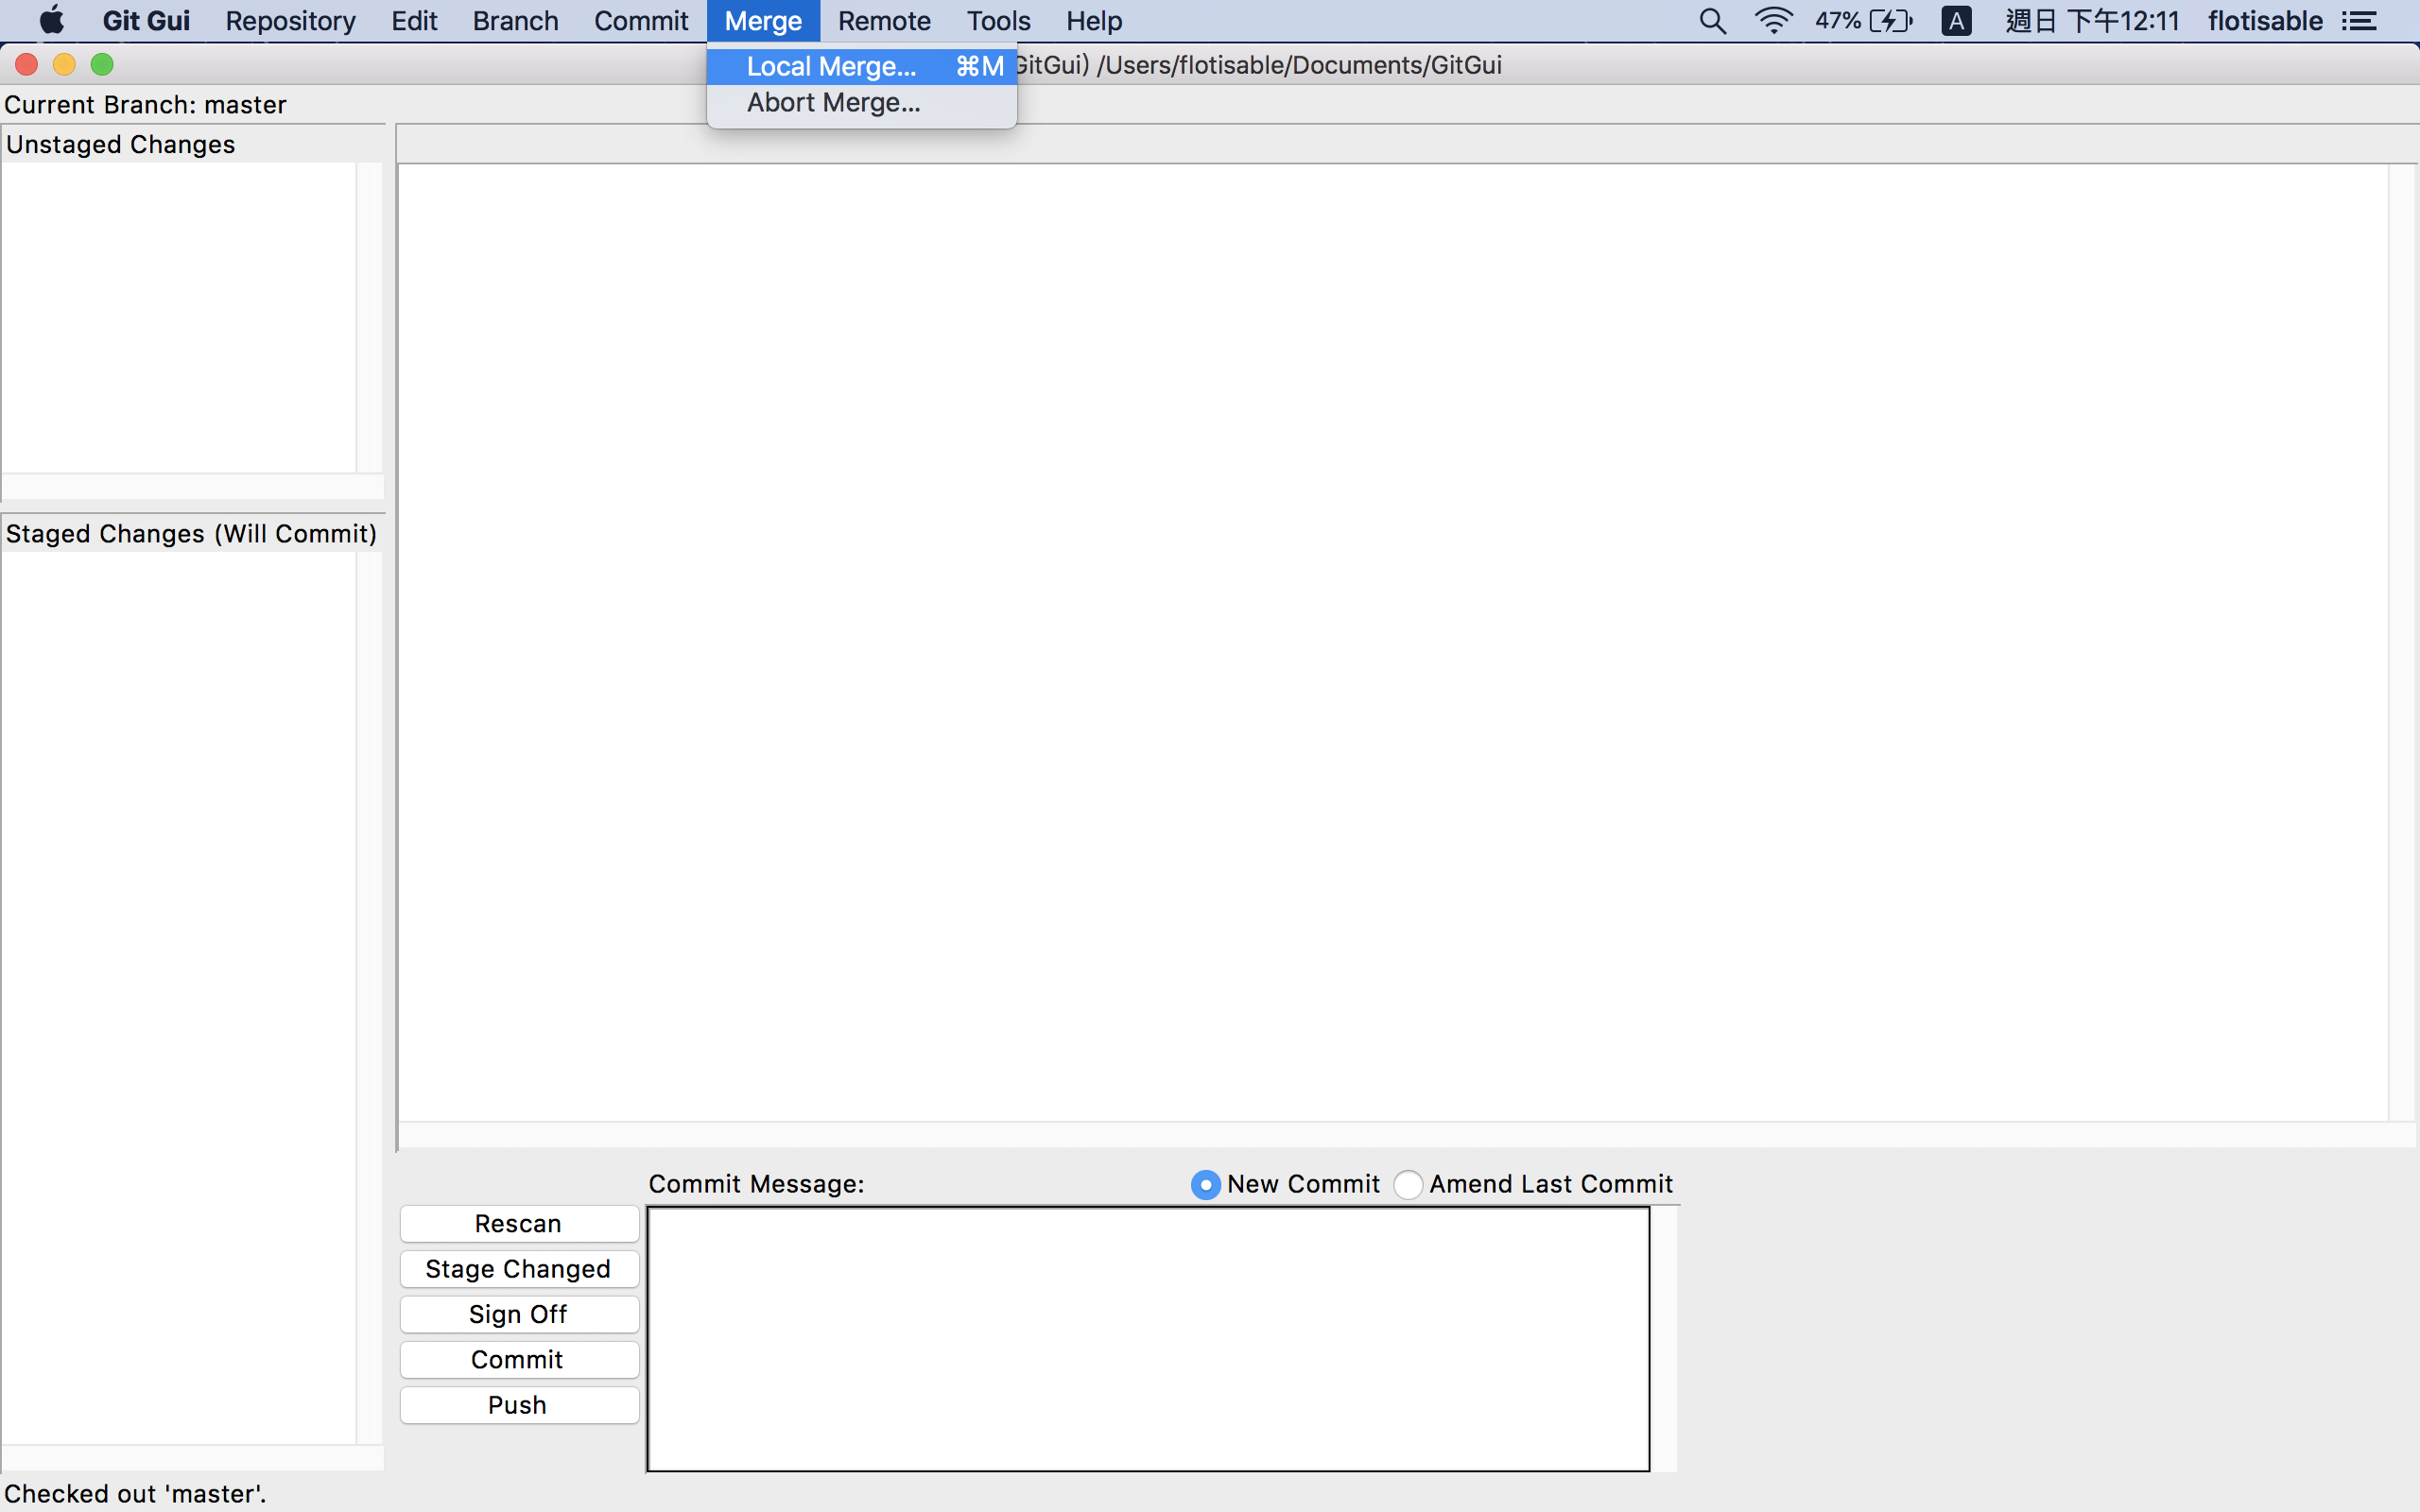 Git Gui Repository Edit Branch Commit Merge Remote Tools Help 47% A 週日 下午12:11 flotisable
Local Merge... ⌘M
GitGui) /Users/flotisable/Documents/GitGui
Abort Merge...
Current Branch: master
Unstaged Changes
Staged Changes (Will Commit)
Commit Message: New Commit Amend Last Commit
Rescan
Stage Changed
Sign Off
Commit
Push
Checked out 'master'.